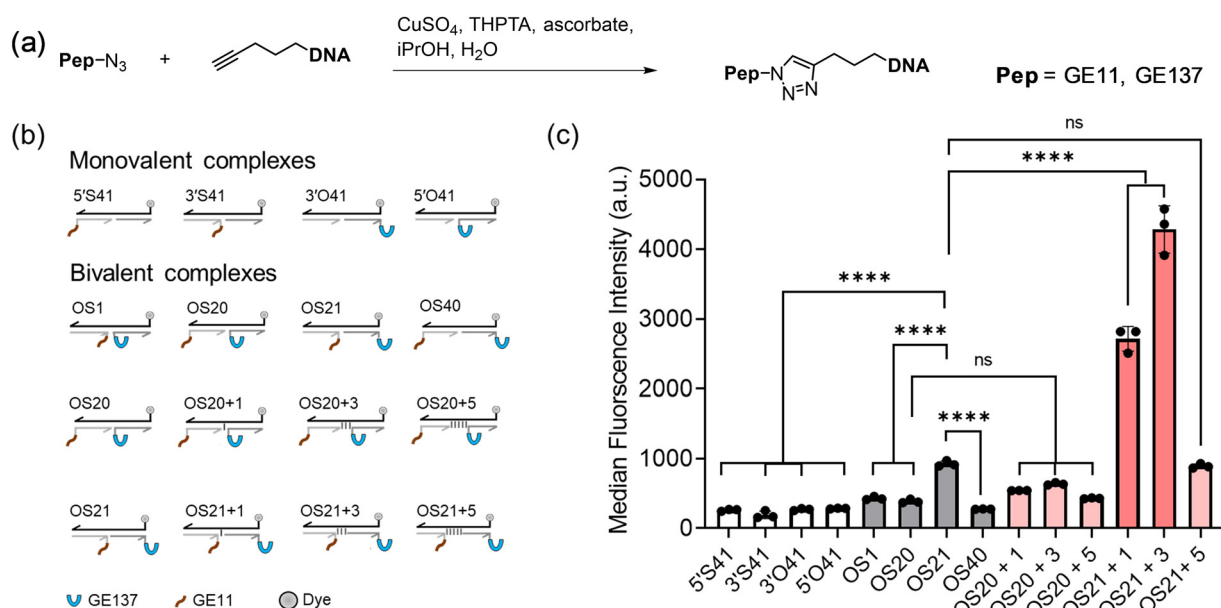 (a)
Pep–N3 + DNA
CuSO4, THPTA, ascorbate,
iPrOH, H2O
Pep–N N=N DNA
Pep = GE11, GE137
(b)
Monovalent complexes
5'S41 3'S41 3'O41 5'O41
Bivalent complexes
OS1 OS20 OS21 OS40
OS20 OS20+1 OS20+3 OS20+5
OS21 OS21+1 OS21+3 OS21+5
GE137 GE11 Dye
(c)
ns
****
****
****
ns
****
Median Fluorescence Intensity (a.u.)
5000
4000
3000
2000
1000
0
5'S41
3'S41
3'O41
5'O41
OS1
OS20
OS21
OS40
OS20 + 1
OS20 + 3
OS20 + 5
OS21 + 1
OS21 + 3
OS21+ 5